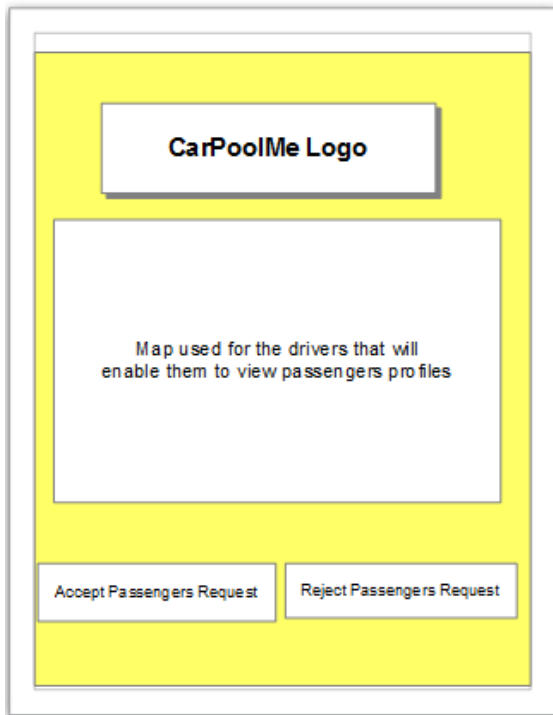 CarPoolMe Logo
Map used for the drivers that will
enable them to view passengers profiles
Accept Passengers Request
Reject Passengers Request